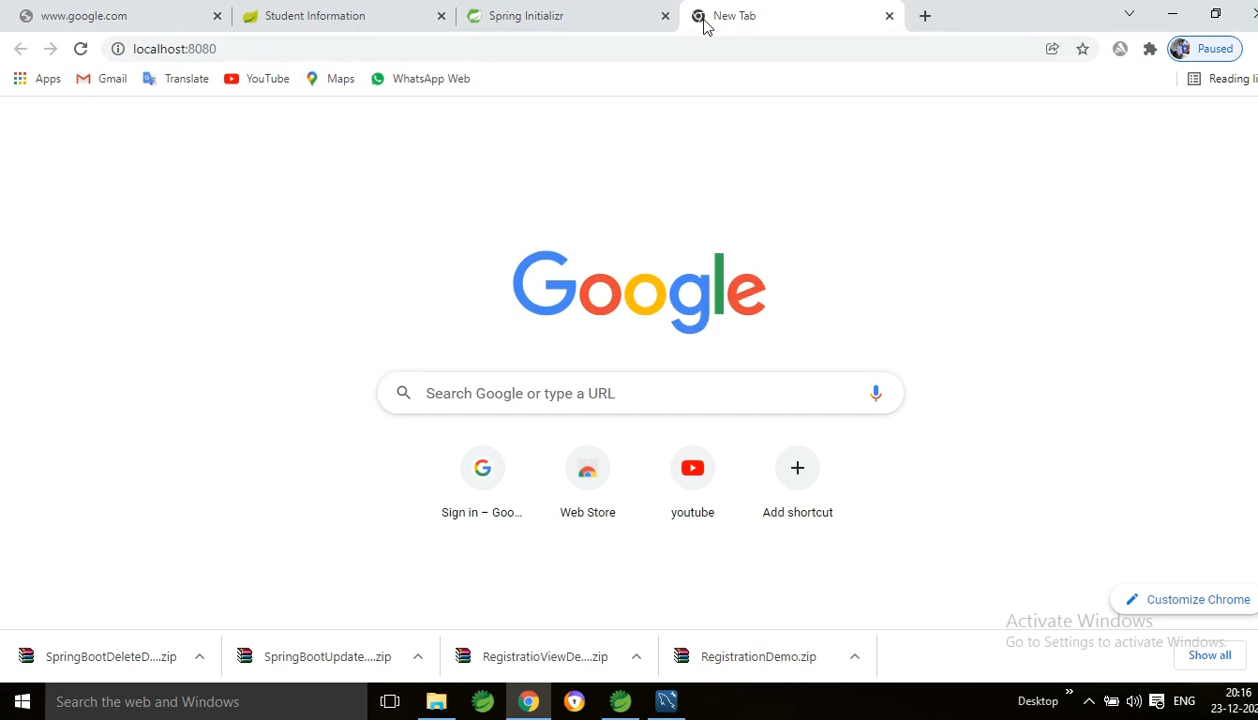 www.google.com
Student Information
Spring Initializr
New Tab
localhost:8080
Paused
Apps
Gmail
Translate
YouTube
Maps
WhatsApp Web
Reading li
Google
Search Google or type a URL
Sign in – Goo...
Web Store
youtube
Add shortcut
Customize Chrome
Activate Windows
Go to Settings to activate Windows.
SpringBootDeleteD....zip
SpringBootUpdate....zip
RegistratioViewDe....zip
RegistrationDemo.zip
Show all
Search the web and Windows
Desktop
ENG
20:16
23-12-202